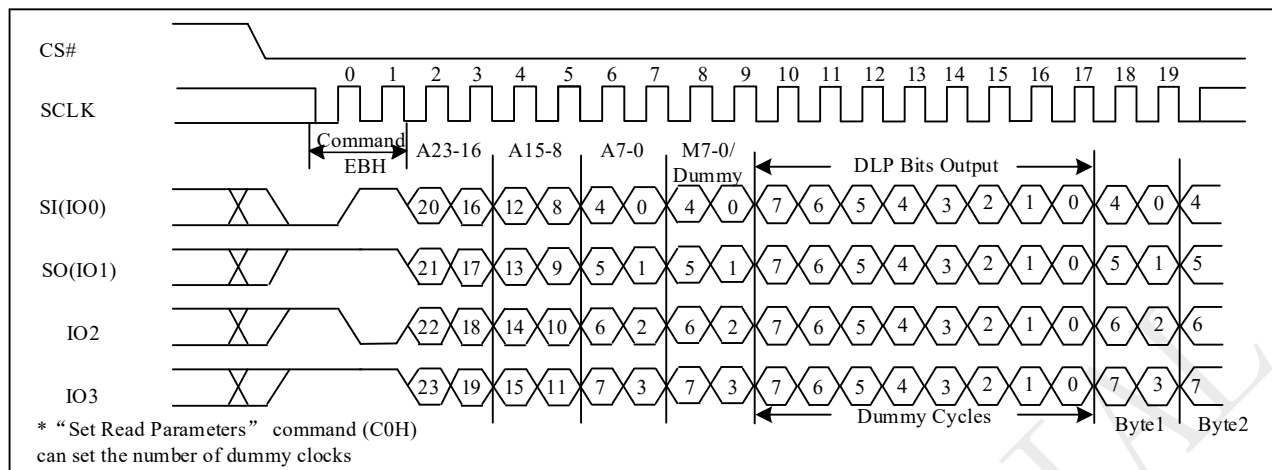 CS#
0 1 2 3 4 5 6 7 8 9 10 11 12 13 14 15 16 17 18 19
SCLK
Command
EBH
A23-16 A15-8 A7-0 M7-0/
Dummy
DLP Bits Output
SI(IO0) 20 16 12 8 4 0 4 0 7 6 5 4 3 2 1 0 4 0 4
SO(IO1) 21 17 13 9 5 1 5 1 7 6 5 4 3 2 1 0 5 1 5
IO2 22 18 14 10 6 2 6 2 7 6 5 4 3 2 1 0 6 2 6
IO3 23 19 15 11 7 3 7 3 7 6 5 4 3 2 1 0 7 3 7
Dummy Cycles Byte1 Byte2
*“Set Read Parameters” command (C0H)
can set the number of dummy clocks